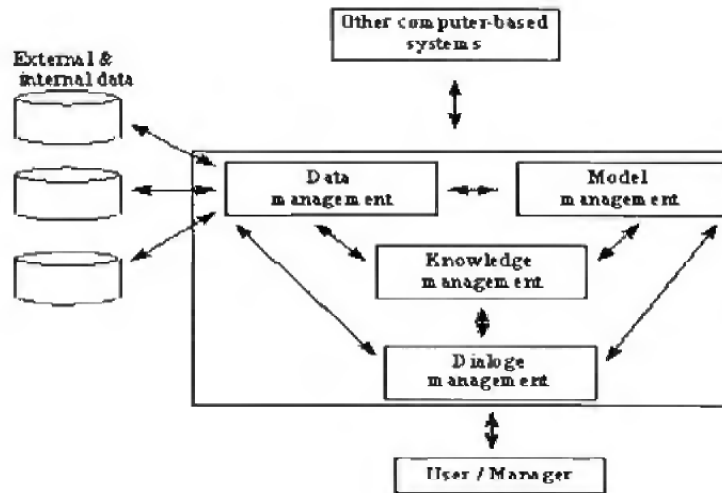 Other computer-based
systems
External &
internal data
Data
management
Model
management
Knowledge
management
Dialoge
management
User / Manager